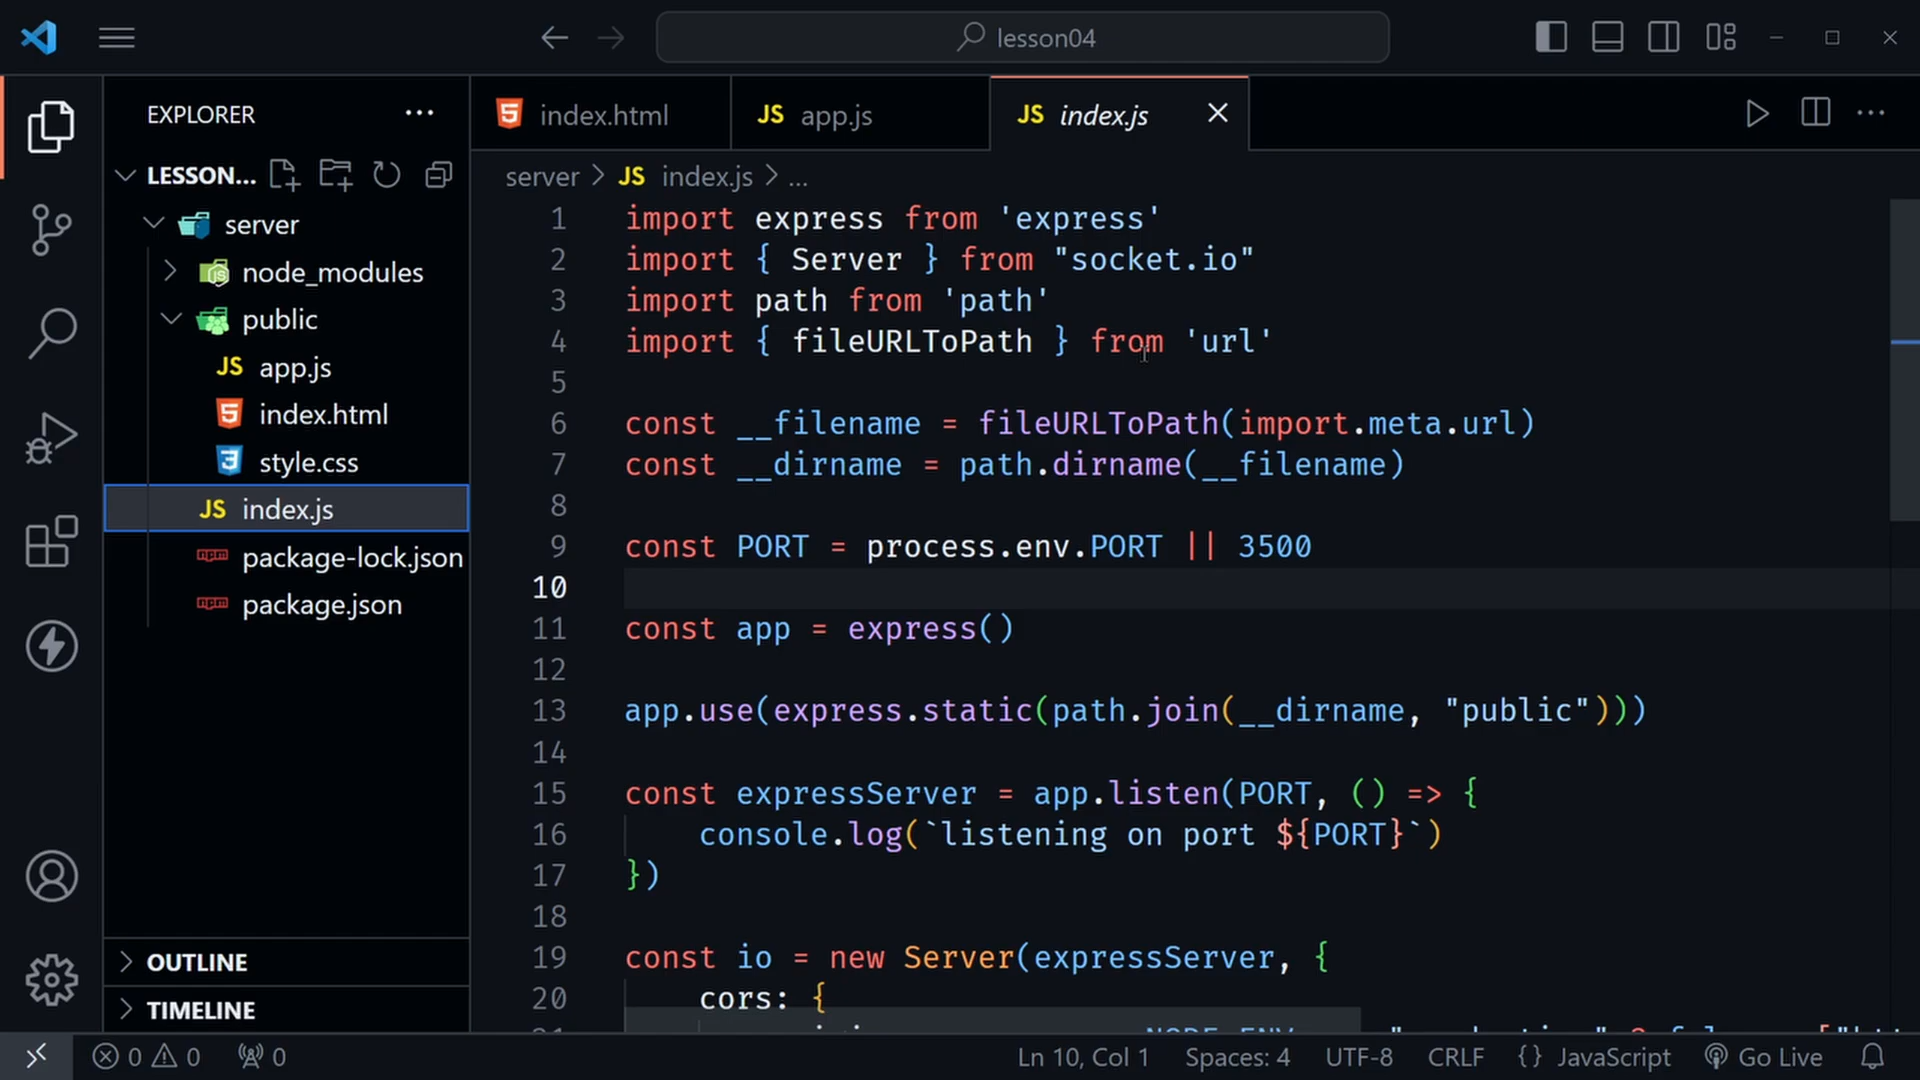 lesson04
EXPLORER
LESSON...
server
node_modules
public
JS app.js
index.html
style.css
JS index.js
package-lock.json
package.json
OUTLINE
TIMELINE
index.html
JS app.js
JS index.js
server > JS index.js > ...
1 import express from 'express'
2 import { Server } from "socket.io"
3 import path from 'path'
4 import { fileURLToPath } from 'url'
5
6 const __filename = fileURLToPath(import.meta.url)
7 const __dirname = path.dirname(__filename)
8
9 const PORT = process.env.PORT || 3500
10
11 const app = express()
12
13 app.use(express.static(path.join(__dirname, "public")))
14
15 const expressServer = app.listen(PORT, () => {
16 console.log(`listening on port ${PORT}`)
17 })
18
19 const io = new Server(expressServer, {
20 cors: {
0 0 0 Ln 10, Col 1 Spaces: 4 UTF-8 CRLF {} JavaScript Go Live